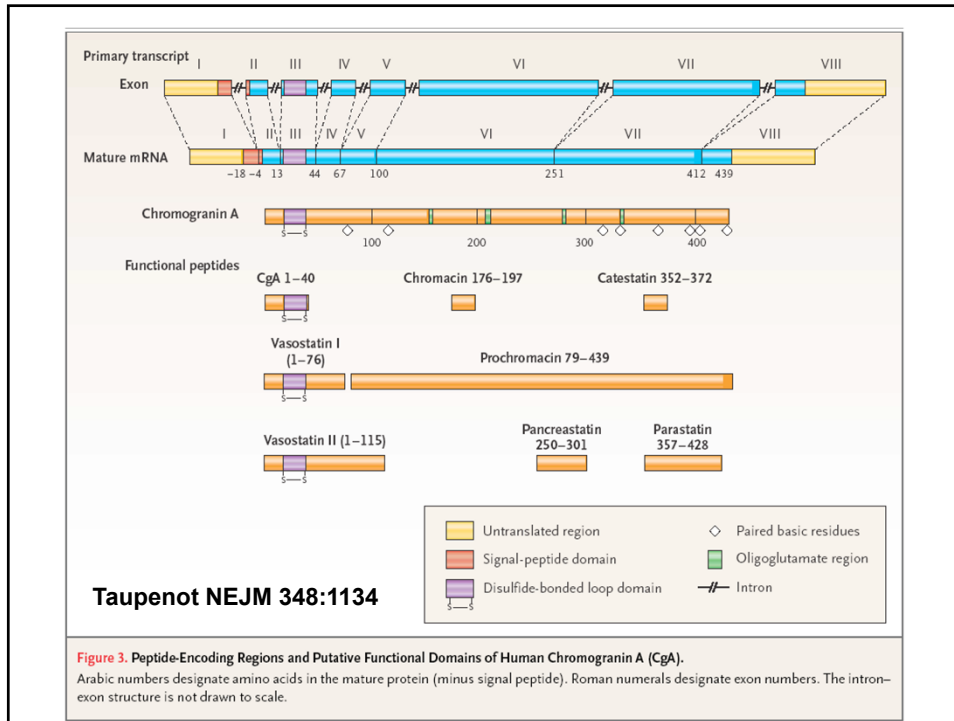 Primary transcript
I II III IV V VI VII VIII
Exon
I II III IV V VI VII VIII
Mature mRNA
–18 –4 13 44 67 100 251 412 439
Chromogranin A
S—S
100 200 300 400
Functional peptides
CgA 1–40 Chromacin 176–197 Catestatin 352–372
S—S
Vasostatin I
(1–76) Prochromacin 79–439
S—S
Vasostatin II (1–115) Pancreastatin
250–301 Parastatin
357–428
S—S
Untranslated region Paired basic residues
Signal-peptide domain Oligoglutamate region
Disulfide-bonded loop domain Intron
S—S
Taupenot NEJM 348:1134
Figure 3. Peptide-Encoding Regions and Putative Functional Domains of Human Chromogranin A (CgA).
Arabic numbers designate amino acids in the mature protein (minus signal peptide). Roman numerals designate exon numbers. The intron–
exon structure is not drawn to scale.